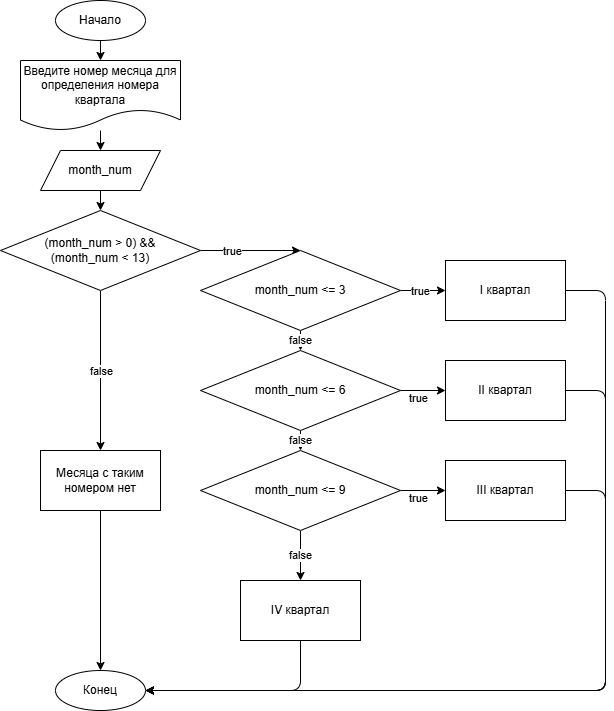 Начало
Введите номер месяца для
определения номера
квартала
month_num
(month_num > 0) &&
(month_num < 13)
true
month_num <= 3
true
I квартал
false
month_num <= 6
true
II квартал
false
false
month_num <= 9
true
III квартал
Месяца с таким
номером нет
false
IV квартал
Конец